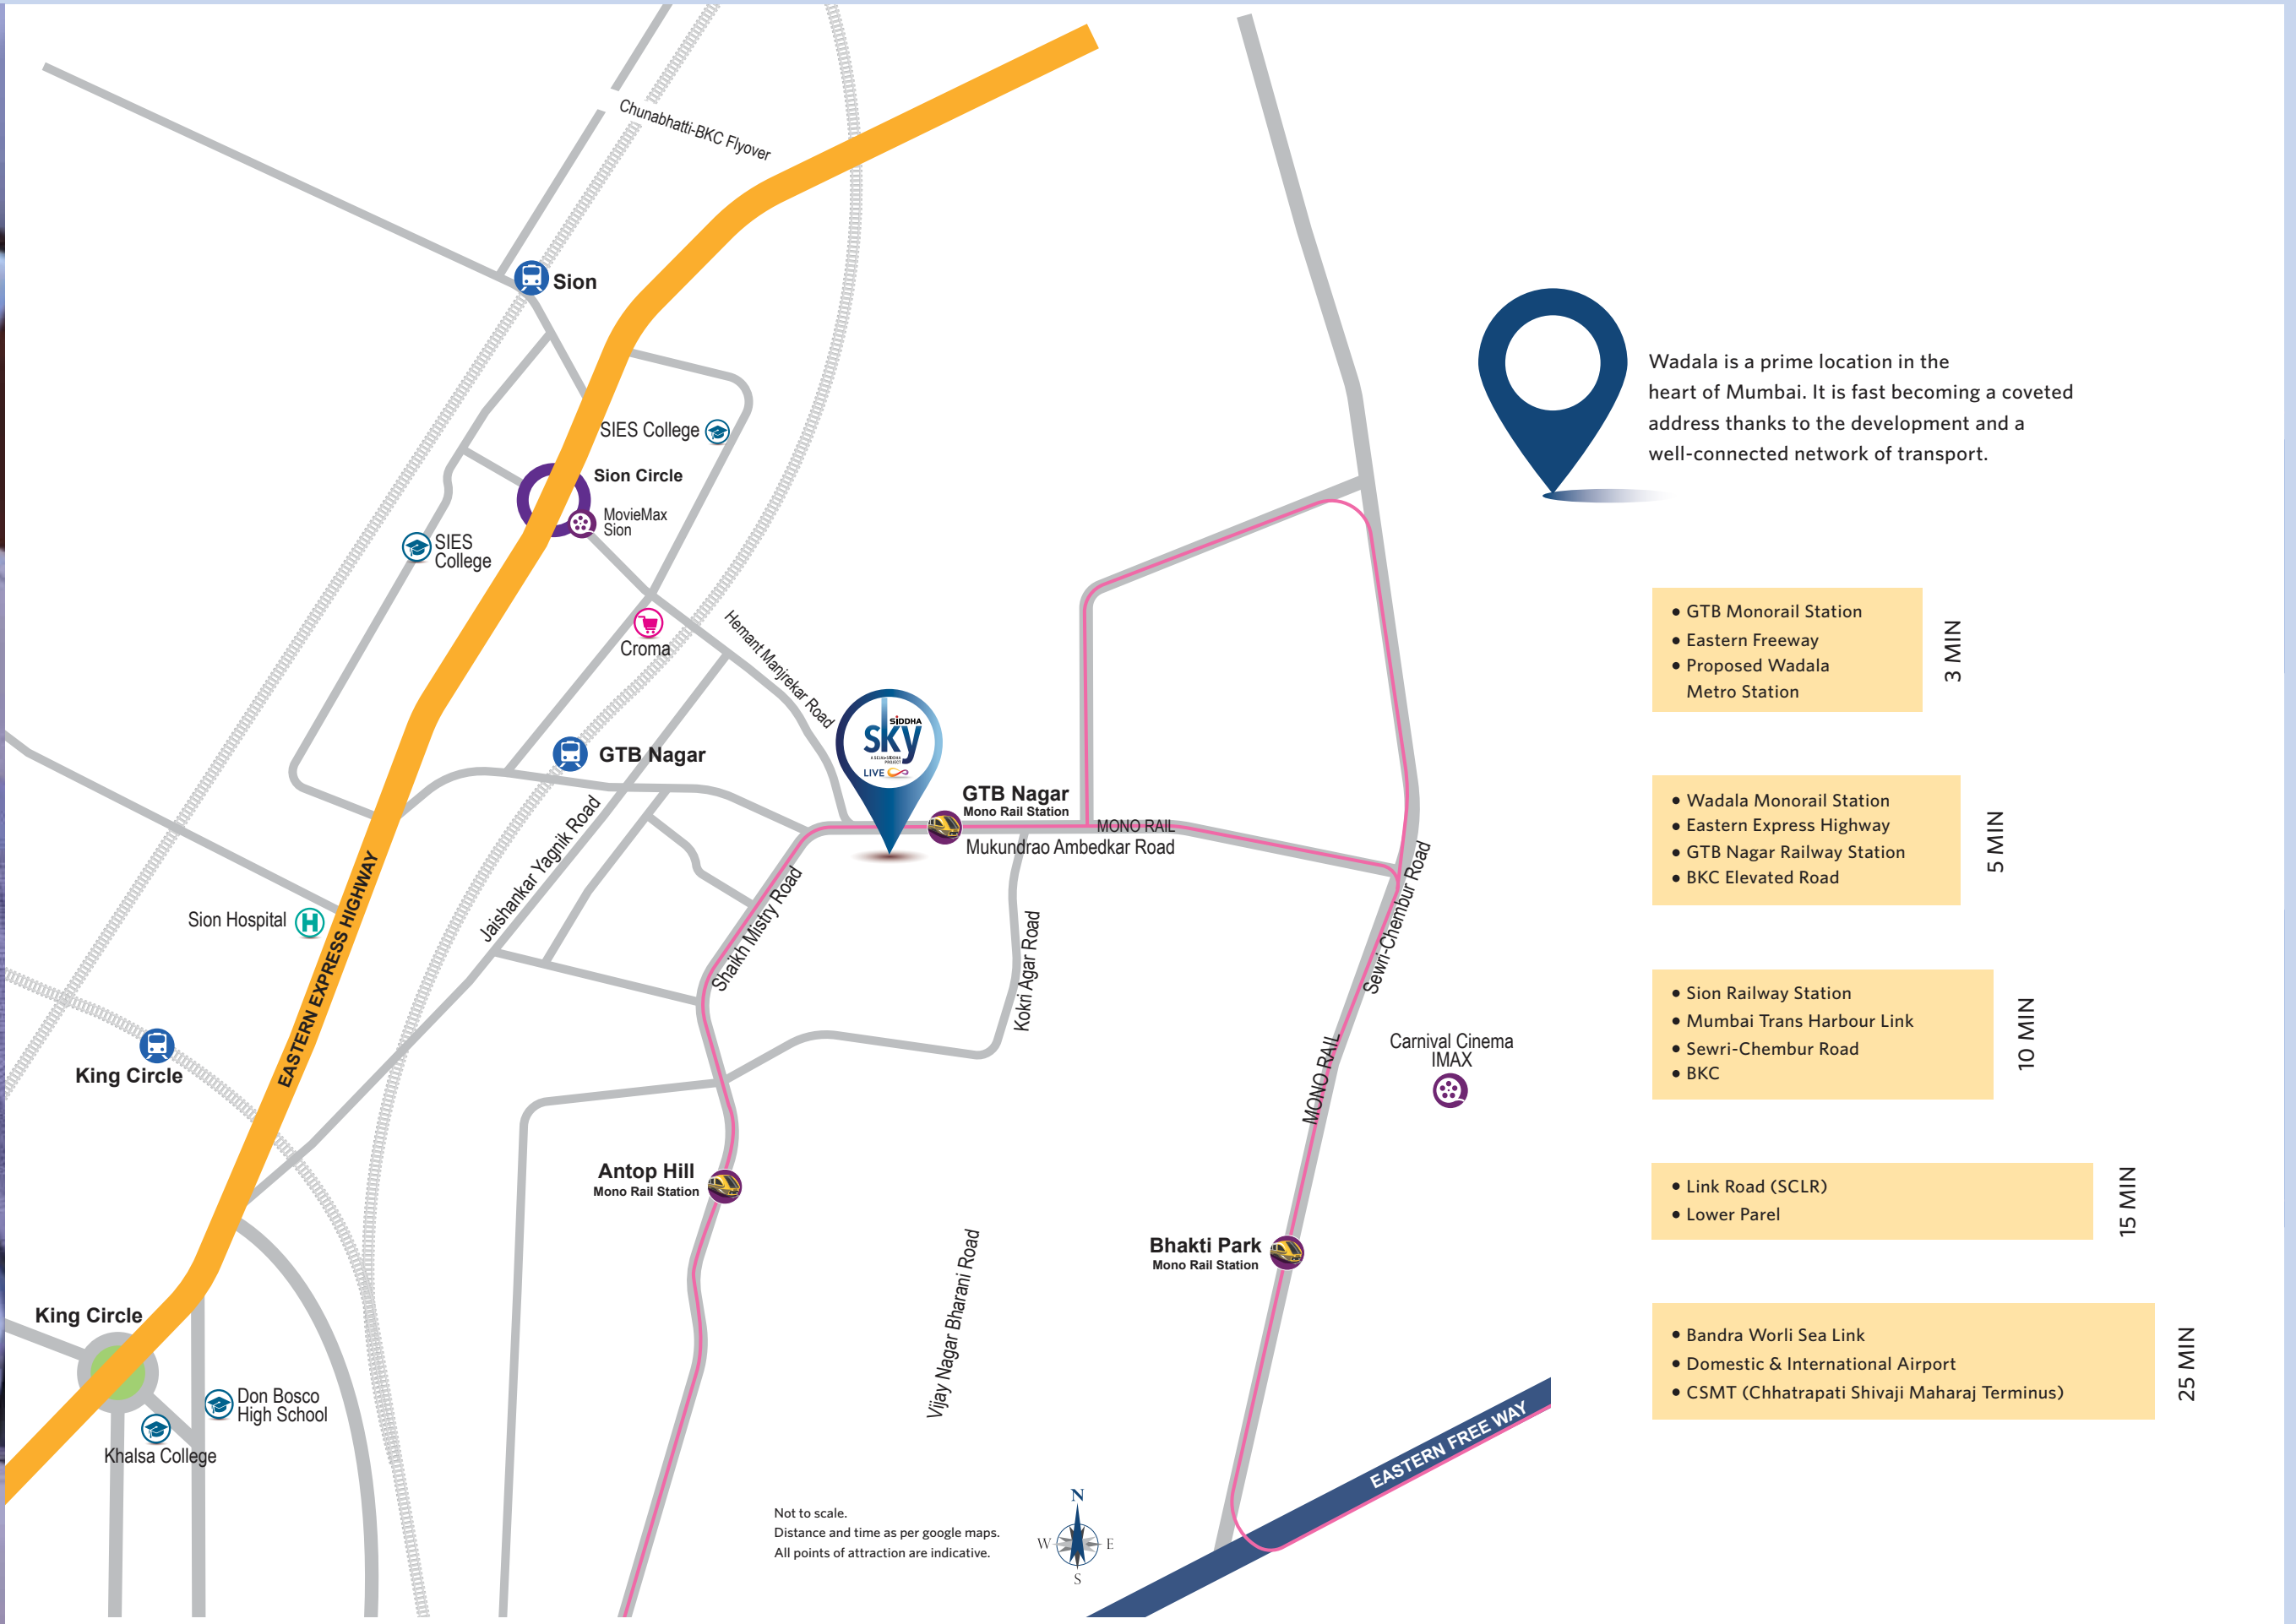 Chunabhatti-BKC Flyover
Sion
SIES College
Sion Circle
MovieMax
Sion
SIES
College
Croma
Hemant Manjrekar Road
SIDDHA
sky
LIVE
GTB Nagar
GTB Nagar
Mono Rail Station
MONO RAIL
Mukundrao Ambedkar Road
Jaishankar Yagnik Road
Shaikh Mistry Road
Kokri Agar Road
Sewri-Chembur Road
Sion Hospital
H
EASTERN EXPRESS HIGHWAY
King Circle
MONO RAIL
Carnival Cinema
IMAX
Antop Hill
Mono Rail Station
Bhakti Park
Mono Rail Station
Vijay Nagar Bharani Road
King Circle
Don Bosco
High School
Khalsa College
EASTERN FREE WAY
Not to scale.
Distance and time as per google maps.
All points of attraction are indicative.
N
W
E
S
Wadala is a prime location in the
heart of Mumbai. It is fast becoming a coveted
address thanks to the development and a
well-connected network of transport.
• GTB Monorail Station
• Eastern Freeway
• Proposed Wadala
Metro Station
3 MIN
• Wadala Monorail Station
• Eastern Express Highway
• GTB Nagar Railway Station
• BKC Elevated Road
5 MIN
• Sion Railway Station
• Mumbai Trans Harbour Link
• Sewri-Chembur Road
• BKC
10 MIN
• Link Road (SCLR)
• Lower Parel
15 MIN
• Bandra Worli Sea Link
• Domestic & International Airport
• CSMT (Chhatrapati Shivaji Maharaj Terminus)
25 MIN